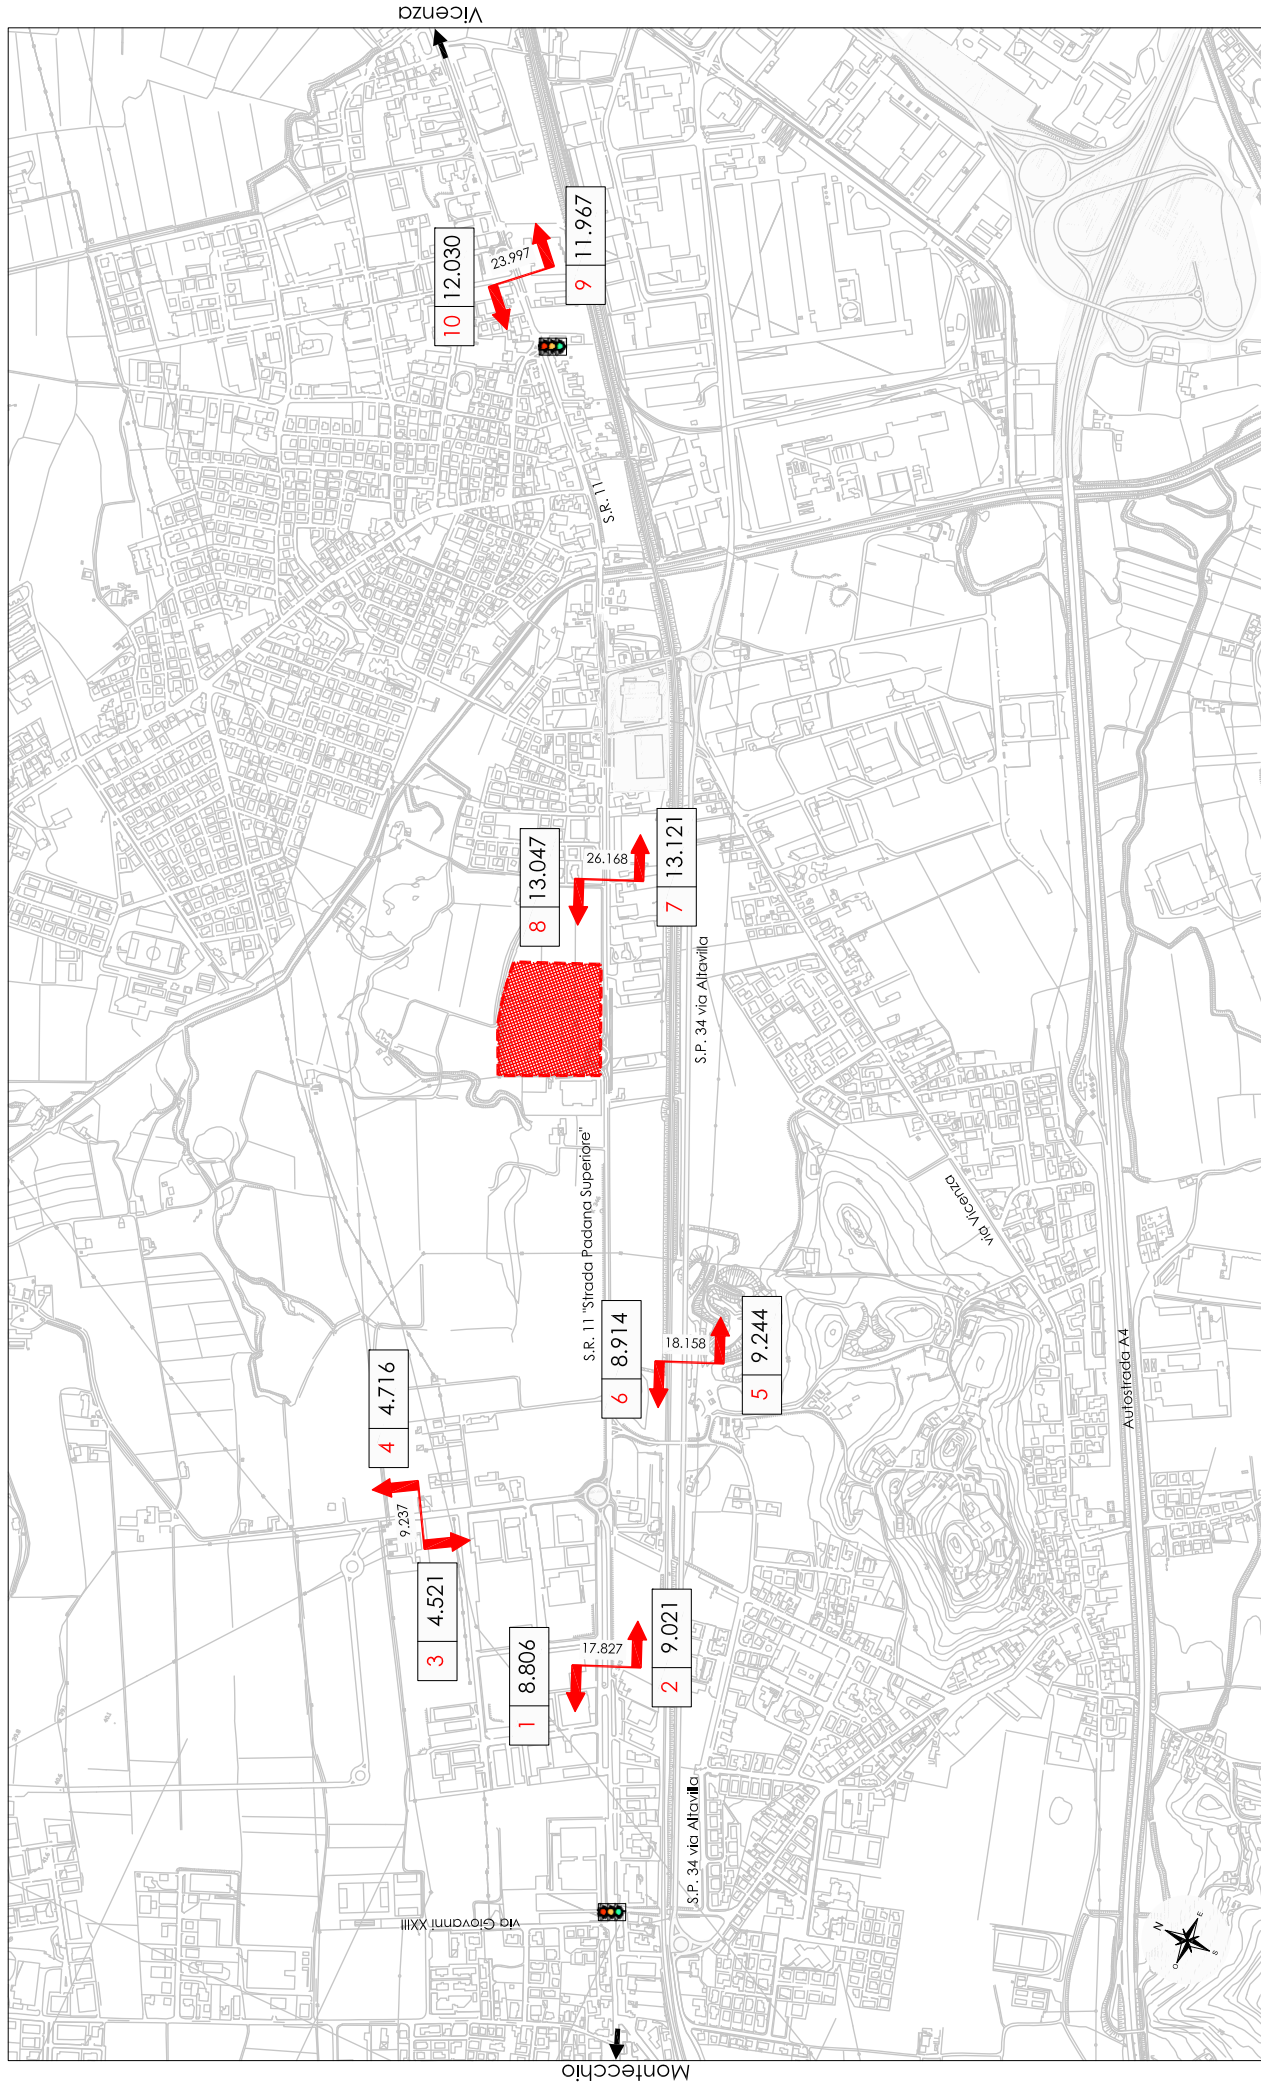 Vicenza
10 12.030
23.997
9 11.967
S.R. 11
8 13.047
26.168
7 13.121
S.P. 34 via Altavilla
S.R. 11 "Strada Padana Superiore"
via Vicenza
6 8.914
18.158
5 9.244
Autostrada A4
4 4.716
9.237
3 4.521
1 8.806
17.827
2 9.021
S.P. 34 via Altavilla
via Giovanni XXIII
N
E
S
O
Montecchio